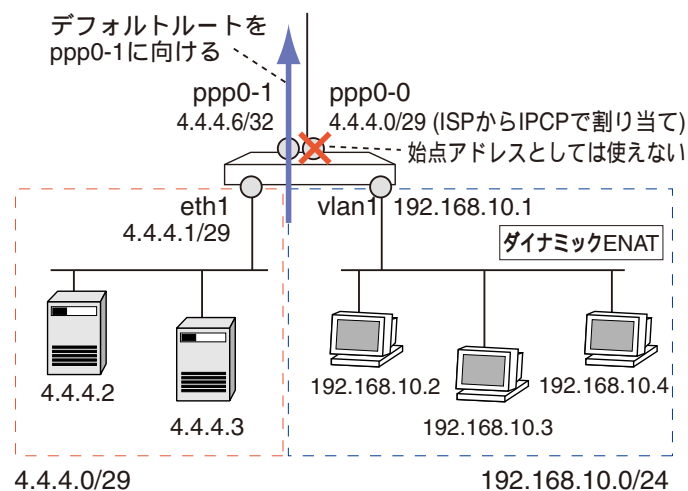 デフォルトルートを
ppp0-1に向ける
ppp0-1
4.4.4.6/32
ppp0-0
4.4.4.0/29 (ISPからIPCPで割り当て)
始点アドレスとしては使えない
eth1
4.4.4.1/29
vlan1
192.168.10.1
ダイナミックENAT
4.4.4.2
4.4.4.3
192.168.10.2
192.168.10.3
192.168.10.4
4.4.4.0/29
192.168.10.0/24